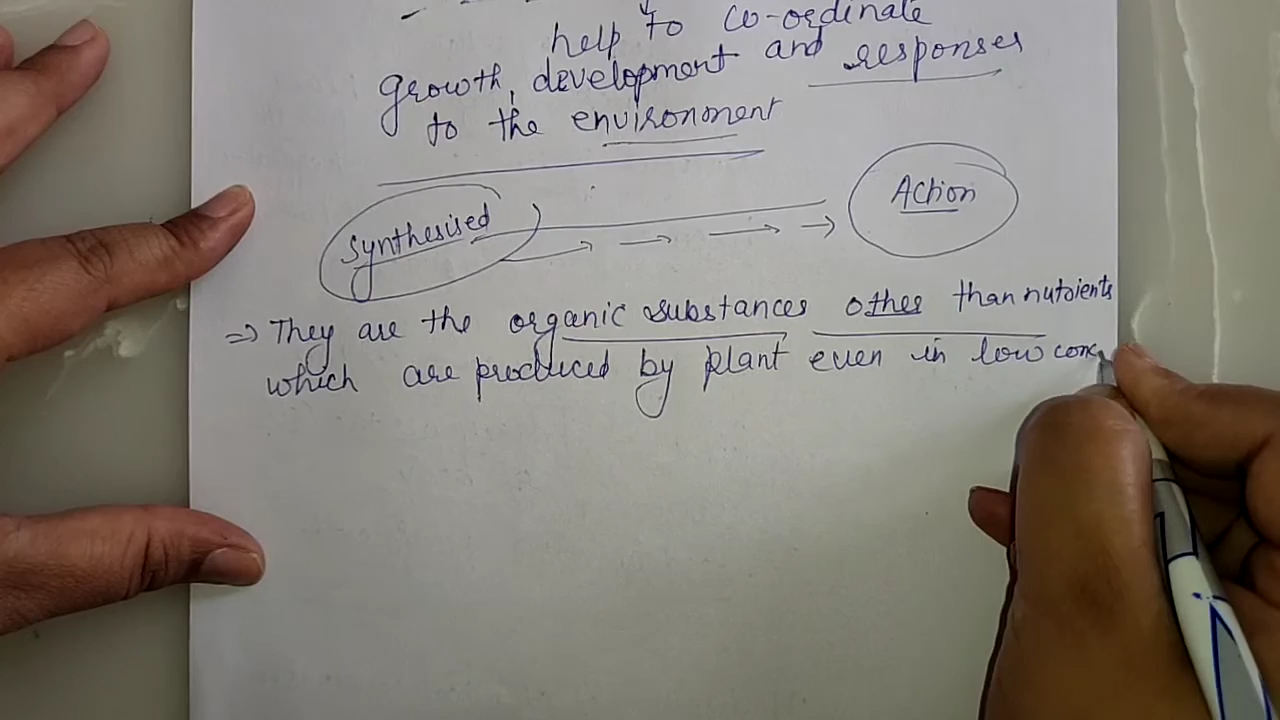 help to co-ordinate
growth, development and responses
to the environment
Synthesised
Action
=> They are the organic substances other than nutrients
which are produced by plant even in low conc